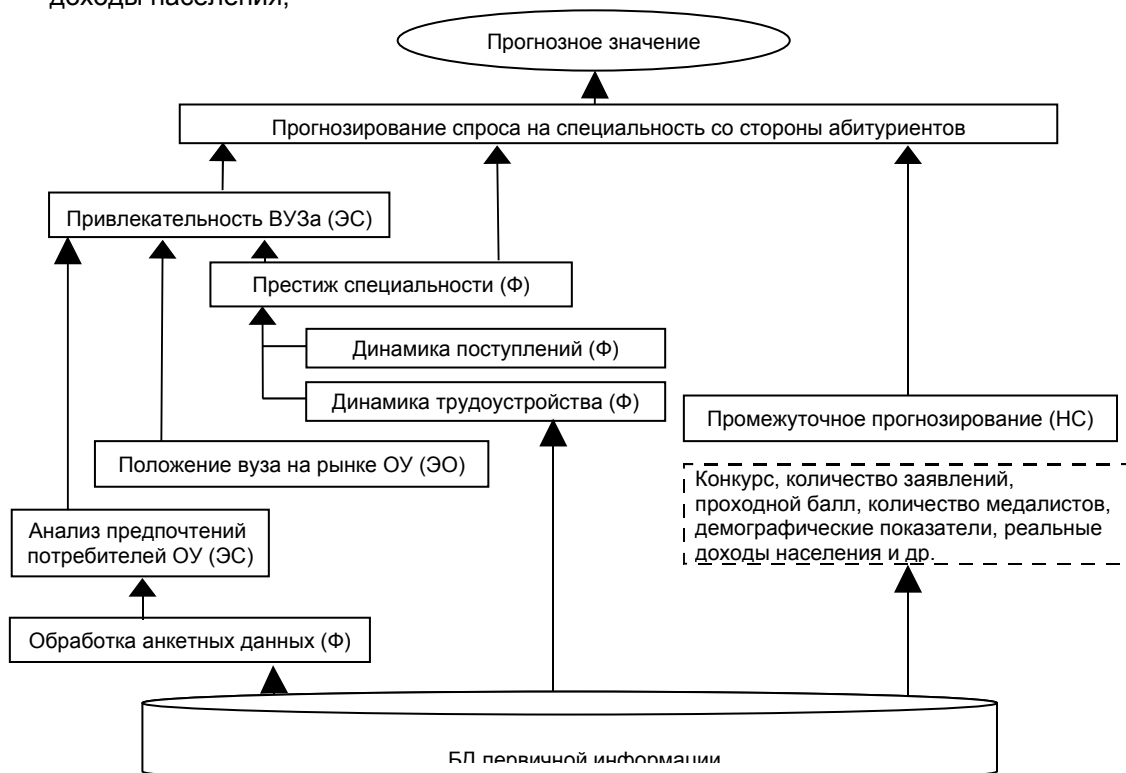 доходы населения;
Прогнозное значение
Прогнозирование спроса на специальность со стороны абитуриентов
Привлекательность ВУЗа (ЭС)
Престиж специальности (Ф)
Динамика поступлений (Ф)
Динамика трудоустройства (Ф)
Промежуточное прогнозирование (НС)
Положение вуза на рынке ОУ (ЭО)
Конкурс, количество заявлений,
проходной балл, количество медалистов,
демографические показатели, реальные
доходы населения и др.
Анализ предпочтений
потребителей ОУ (ЭС)
Обработка анкетных данных (Ф)
БД первичной информации